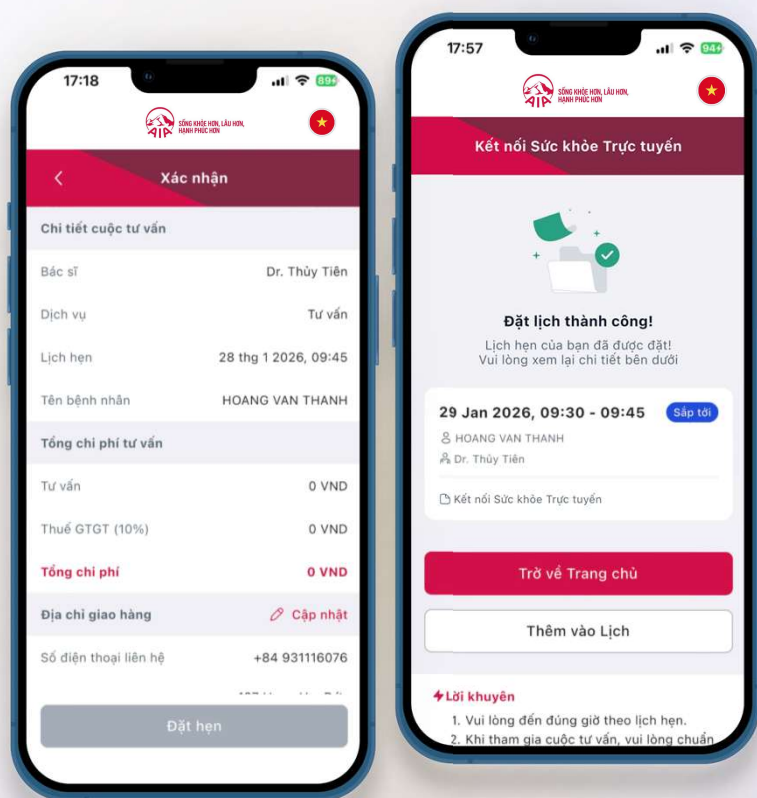 17:18
89
AIA
SỐNG KHỎE HƠN, LÂU HƠN,
HẠNH PHÚC HƠN
Xác nhận
Chi tiết cuộc tư vấn
Bác sĩ Dr. Thủy Tiên
Dịch vụ Tư vấn
Lịch hẹn 28 thg 1 2026, 09:45
Tên bệnh nhân HOANG VAN THANH
Tổng chi phí tư vấn
Tư vấn 0 VND
Thuế GTGT (10%) 0 VND
Tổng chi phí 0 VND
Địa chỉ giao hàng Cập nhật
Số điện thoại liên hệ +84 931116076
Đặt hẹn
17:57
94
AIA
SỐNG KHỎE HƠN, LÂU HƠN,
HẠNH PHÚC HƠN
Kết nối Sức khỏe Trực tuyến
Đặt lịch thành công!
Lịch hẹn của bạn đã được đặt!
Vui lòng xem lại chi tiết bên dưới
29 Jan 2026, 09:30 - 09:45 Sắp tới
HOANG VAN THANH
Dr. Thủy Tiên
Kết nối Sức khỏe Trực tuyến
Trở về Trang chủ
Thêm vào Lịch
Lời khuyên
1. Vui lòng đến đúng giờ theo lịch hẹn.
2. Khi tham gia cuộc tư vấn, vui lòng chuẩn